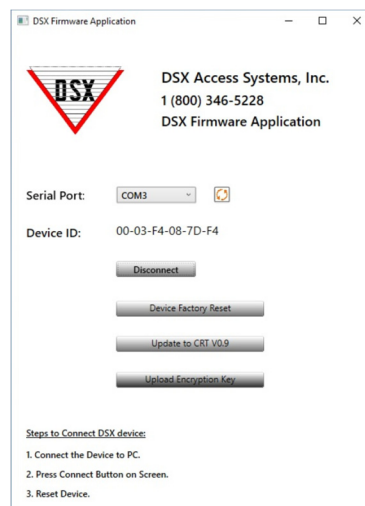 DSX Firmware Application
DSX
DSX Access Systems, Inc.
1 (800) 346-5228
DSX Firmware Application
Serial Port:
COM3
Device ID:
00-03-F4-08-7D-F4
Disconnect
Device Factory Reset
Update to CRT V0.9
Upload Encryption Key
Steps to Connect DSX device:
1. Connect the Device to PC.
2. Press Connect Button on Screen.
3. Reset Device.